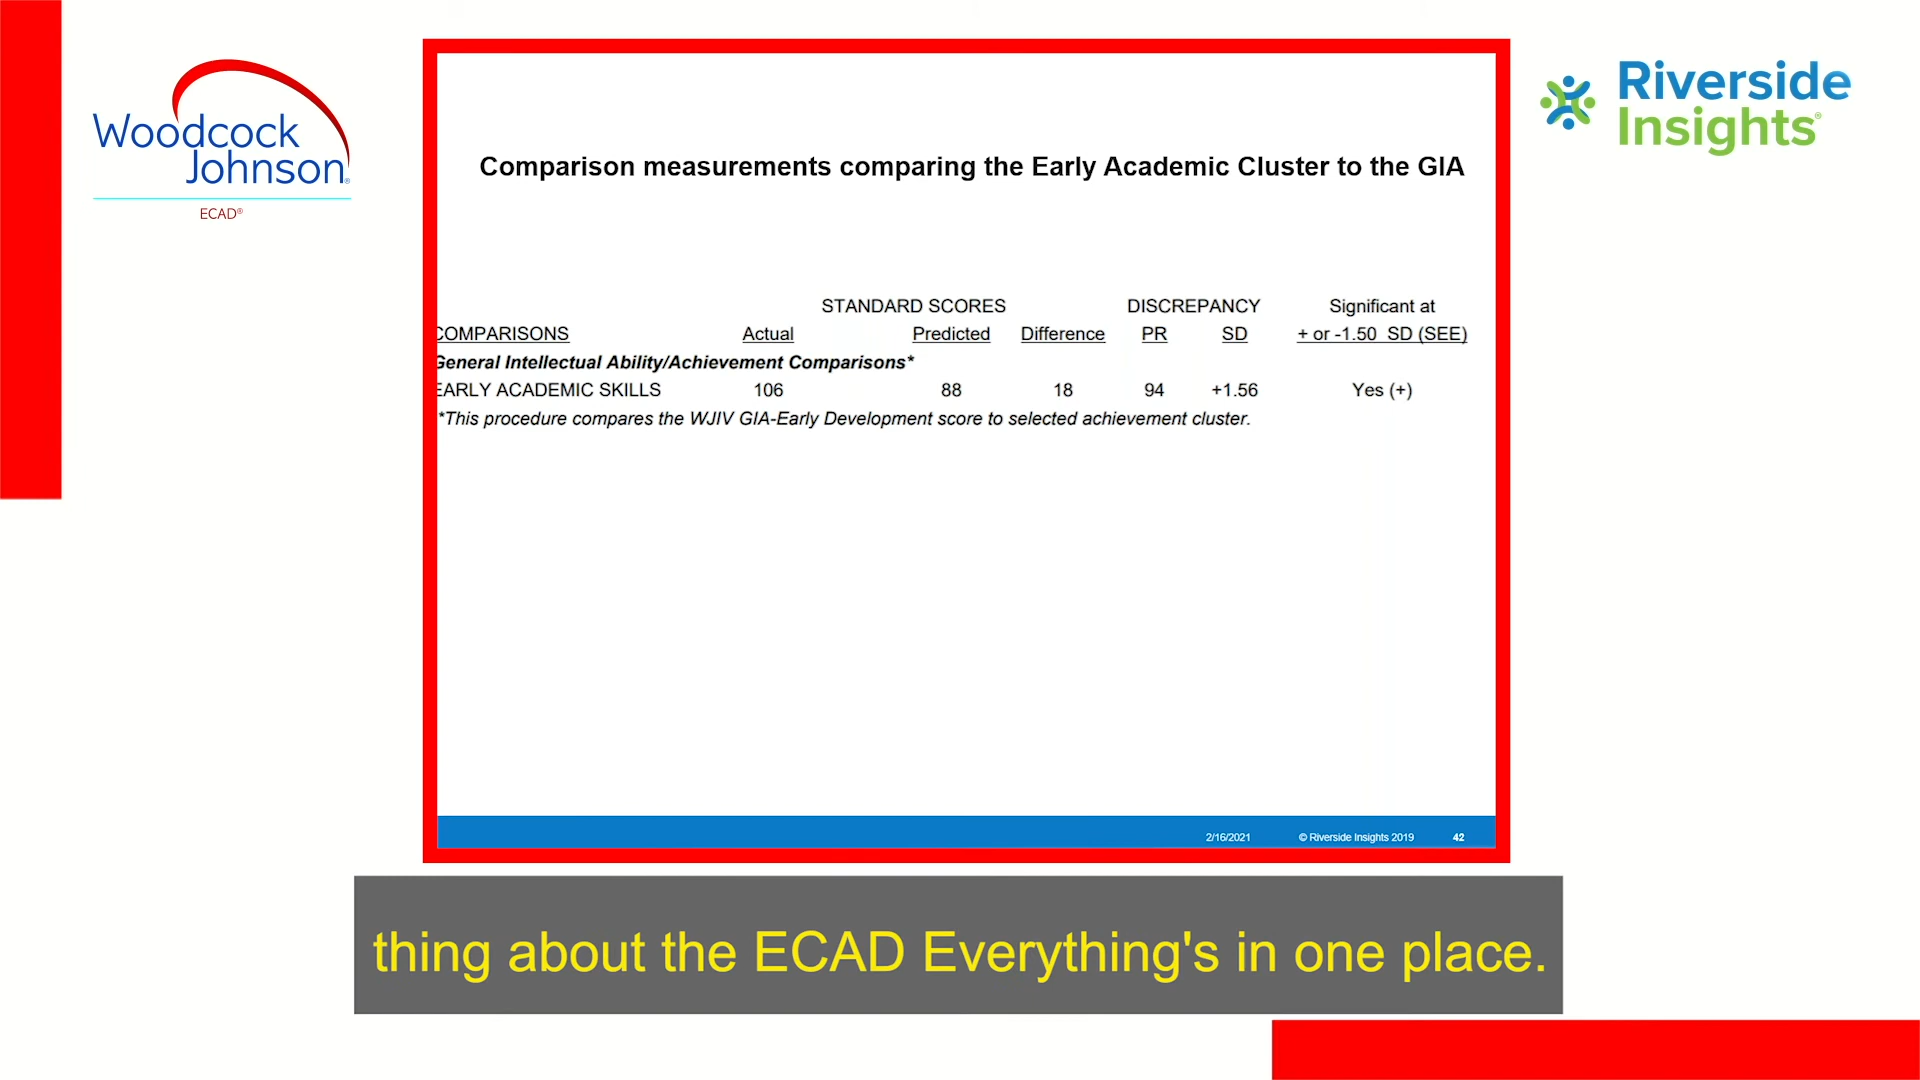 Woodcock
Johnson®
ECAD®
Riverside
Insights®
Comparison measurements comparing the Early Academic Cluster to the GIA
STANDARD SCORES DISCREPANCY Significant at
COMPARISONS Actual Predicted Difference PR SD + or -1.50 SD (SEE)
General Intellectual Ability/Achievement Comparisons*
EARLY ACADEMIC SKILLS 106 88 18 94 +1.56 Yes (+)
*This procedure compares the WJIV GIA-Early Development score to selected achievement cluster.
2/16/2021 © Riverside Insights 2019 42
thing about the ECAD Everything's in one place.